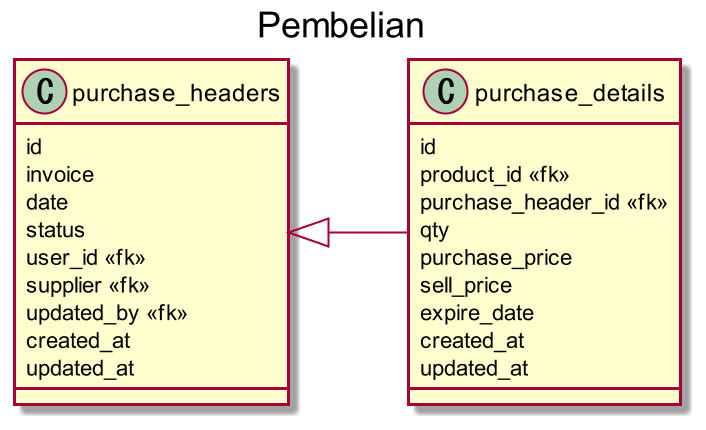 Pembelian
C purchase_headers
id
invoice
date
status
user_id «fk»
supplier «fk»
updated_by «fk»
created_at
updated_at
C purchase_details
id
product_id «fk»
purchase_header_id «fk»
qty
purchase_price
sell_price
expire_date
created_at
updated_at